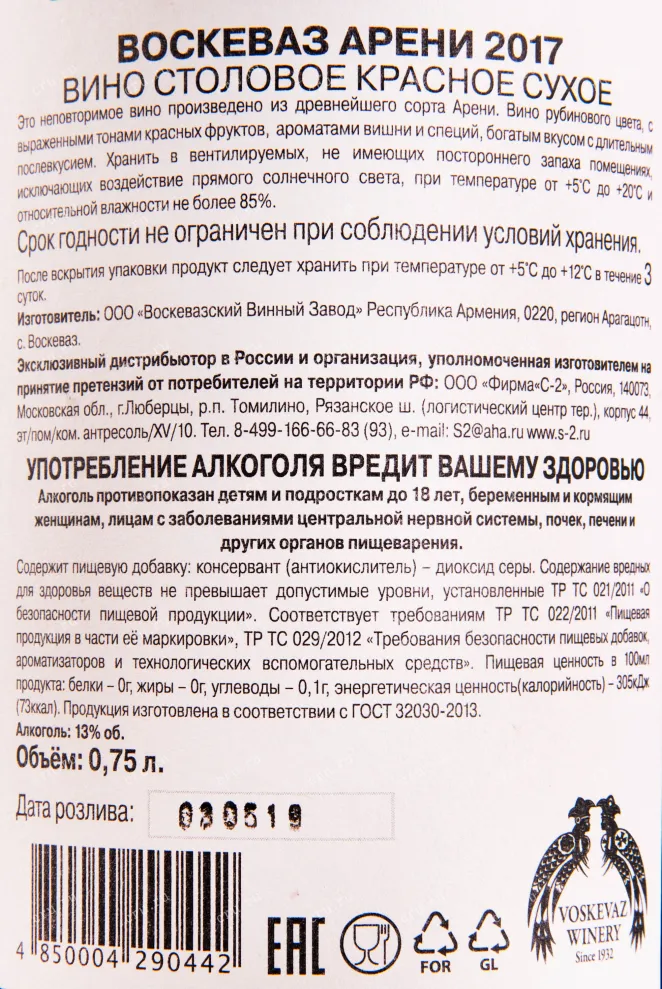 ВОСКЕВАЗ АРЕНИ 2017
ВИНО СТОЛОВОЕ КРАСНОЕ СУХОЕ
Это неповторимое вино произведено из древнейшего сорта Арени. Вино рубинового цвета, с
выраженными тонами красных фруктов, ароматами вишни и специй, богатым вкусом с длительным
послевкусием. Хранить в вентилируемых, не имеющих постороннего запаха помещениях,
исключающих воздействие прямого солнечного света, при температуре от +5°C до +20°C и
относительной влажности не более 85%.
Срок годности не ограничен при соблюдении условий хранения.
После вскрытия упаковки продукт следует хранить при температуре от +5°C до +12°C в течение 3
суток.
Изготовитель: ООО «Воскевазский Винный Завод» Республика Армения, 0220, регион Арагацотн,
с. Воскеваз.
Эксклюзивный дистрибьютор в России и организация, уполномоченная изготовителем на
принятие претензий от потребителей на территории РФ: ООО «Фирма«С-2», Россия, 140073,
Московская обл., г.Люберцы, р.п. Томилино, Рязанское ш. (логистический центр тер.), корпус 44,
эт/пом/ком. антресоль/XV/10. Тел. 8-499-166-66-83 (93), e-mail: S2@aha.ru www.s-2.ru
УПОТРЕБЛЕНИЕ АЛКОГОЛЯ ВРЕДИТ ВАШЕМУ ЗДОРОВЬЮ
Алкоголь противопоказан детям и подросткам до 18 лет, беременным и кормящим
женщинам, лицам с заболеваниями центральной нервной системы, почек, печени и
других органов пищеварения.
Содержит пищевую добавку: консервант (антиокислитель) – диоксид серы. Содержание вредных
для здоровья веществ не превышает допустимые уровни, установленные ТР ТС 021/2011 «О
безопасности пищевой продукции». Соответствует требованиям ТР ТС 022/2011 «Пищевая
продукция в части её маркировки», ТР ТС 029/2012 «Требования безопасности пищевых добавок,
ароматизаторов и технологических вспомогательных средств». Пищевая ценность в 100мл
продукта: белки – 0г, жиры – 0г, углеводы – 0,1г, энергетическая ценность(калорийность) – 305кДж
(73ккал). Продукция изготовлена в соответствии с ГОСТ 32030-2013.
Алкоголь: 13% об.
Объём: 0,75 л.
Дата розлива: 030519
4 850004 290442
EAC
FOR
GL
VOSKEVAZ
WINERY
Since 1932